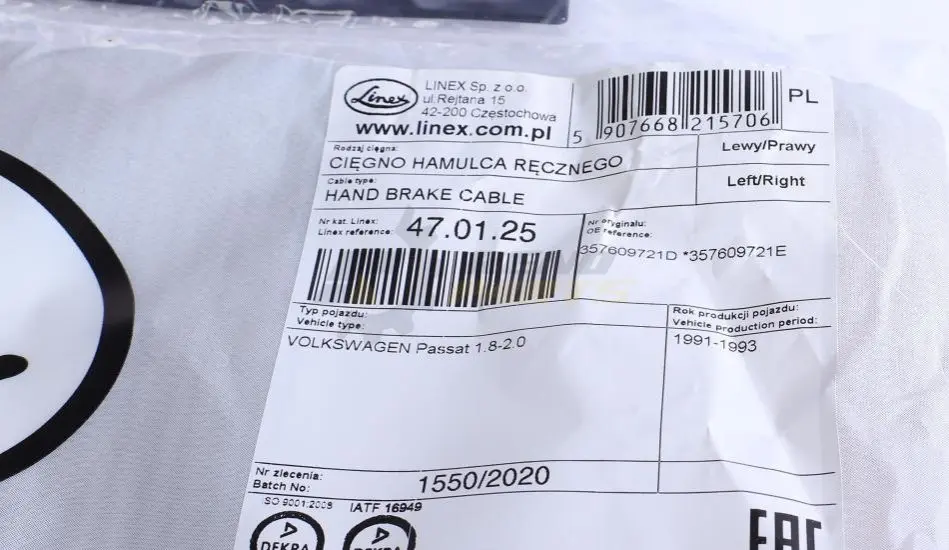 Linex
LINEX Sp. z o.o.
ul.Rejtana 15
42-200 Częstochowa
www.linex.com.pl
5 907668 215706
PL
Rodzaj cięgna:
CIĘGNO HAMULCA RĘCZNEGO
Lewy/Prawy
Cable type:
HAND BRAKE CABLE
Left/Right
Nr kat. Linex:
Linex reference:
47.01.25
Nr oryginału:
OE reference:
357609721D *357609721E
Typ pojazdu:
Vehicle type:
VOLKSWAGEN Passat 1.8-2.0
Rok produkcji pojazdu:
Vehicle production period:
1991-1993
Nr zlecenia:
Batch No:
1550/2020
ISO 9001:2008
IATF 16949
DEKRA
DEKRA
EAC